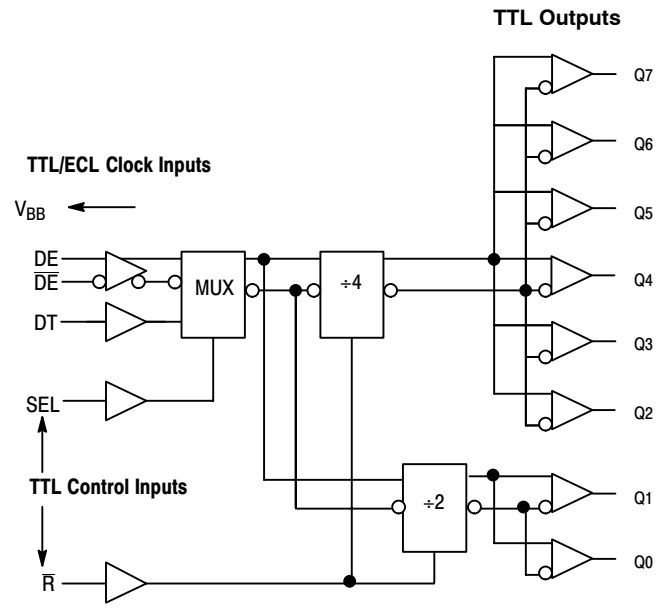 TTL Outputs
Q7
Q6
TTL/ECL Clock Inputs
Q5
VBB
DE
D̅E̅
MUX
÷4
Q4
DT
Q3
SEL
Q2
TTL Control Inputs
÷2
Q1
R̅
Q0